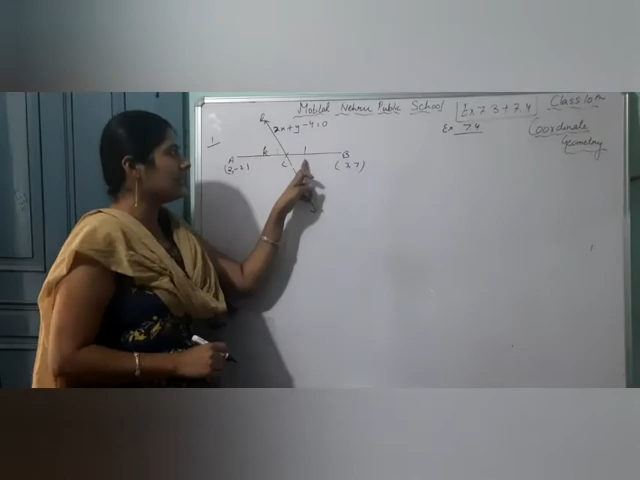 Motilal Nehru Public School
Ex 7.3 + 7.4
Class 10th
Ex 7.4
Coordinate
Geometry
1
2x+y-4=0
k
1
A
B
C
(2,-2)
(3 7)